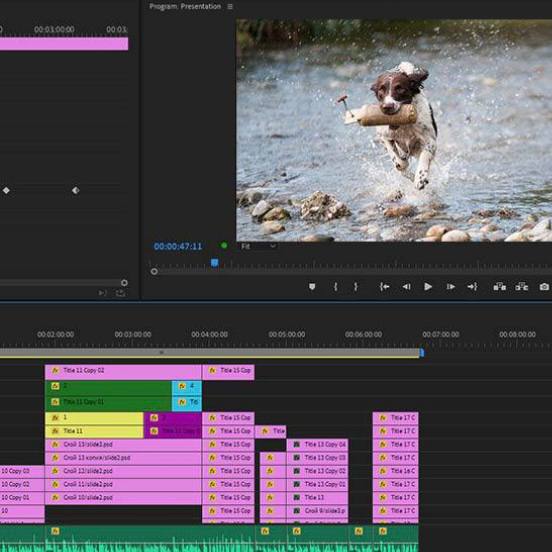 Program: Presentation
00:03:00:00
00:03:
00:00:47:11
Fit
00:02:00:00 00:03:00:00 00:04:00:00 00:05:00:00 00:06:00:00 00:07:00:00 00:08:00:00
Title 11 Copy 02 Title 15 Cop
2 4
Title 11 Copy 01 Titl
1 Title 15 Cop Title 17 C
Title 11 Title 15 Cop Title Title 17 C
Слой 13/slide2.psd Title 15 Cop Title 13 Copy 04 Title 17 C
Слой 13 копия/slide2.psd Title 15 Cop Title 13 Copy 03 Title 17 C
10 Copy 03 Слой 12/slide2.psd Title 15 Cop Title 13 Copy 02 Title 16 C
10 Copy 02 Слой 11/slide2.psd Title 15 Cop Title 13 Copy 01 Title 17 C
10 Copy 01 Слой 10/slide2.psd Title 15 Cop Title 13 Title 17 C
10 Title 15 Cop Слой 9/slide3.p Title 17 C